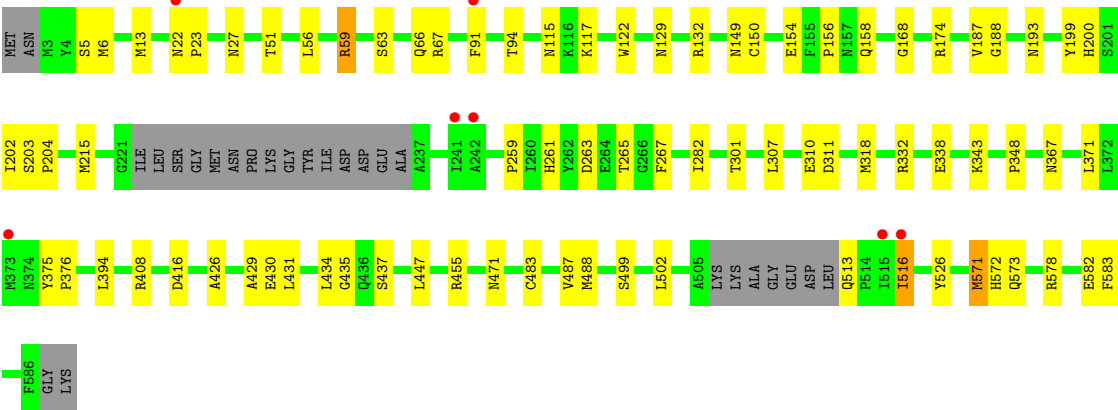 MET ASN M3 Y4 S5 M6 M13 N22 P23 N27 T51 L56 R59 S63 Q66 R67 F91 T94 N115 K116 K117 W122 N129 R132 N149 C150 E154 F155 P156 N157 Q158 G168 R174 V187 G188 N193 Y199 H200 S201
I202 S203 P204 M215 G221 ILE LEU SER GLY MET ASN PRO LYS GLY TYR ILE ASP ASP GLU ALA A237 I241 A242 P259 I260 H261 Y262 D263 E264 T265 G266 F267 I282 T301 L307 E310 D311 M318 R332 E338 K343 P348 N367 L371 L372
M373 N374 Y375 P376 L394 R408 D416 A426 A429 E430 L431 L434 G435 Q436 S437 L447 R455 N471 C483 V487 M488 S499 L502 A505 LYS LYS ALA GLY GLU ASP LEU Q513 P514 I515 I516 Y526 M571 H572 Q573 R578 E582 F583
F586 GLY LYS